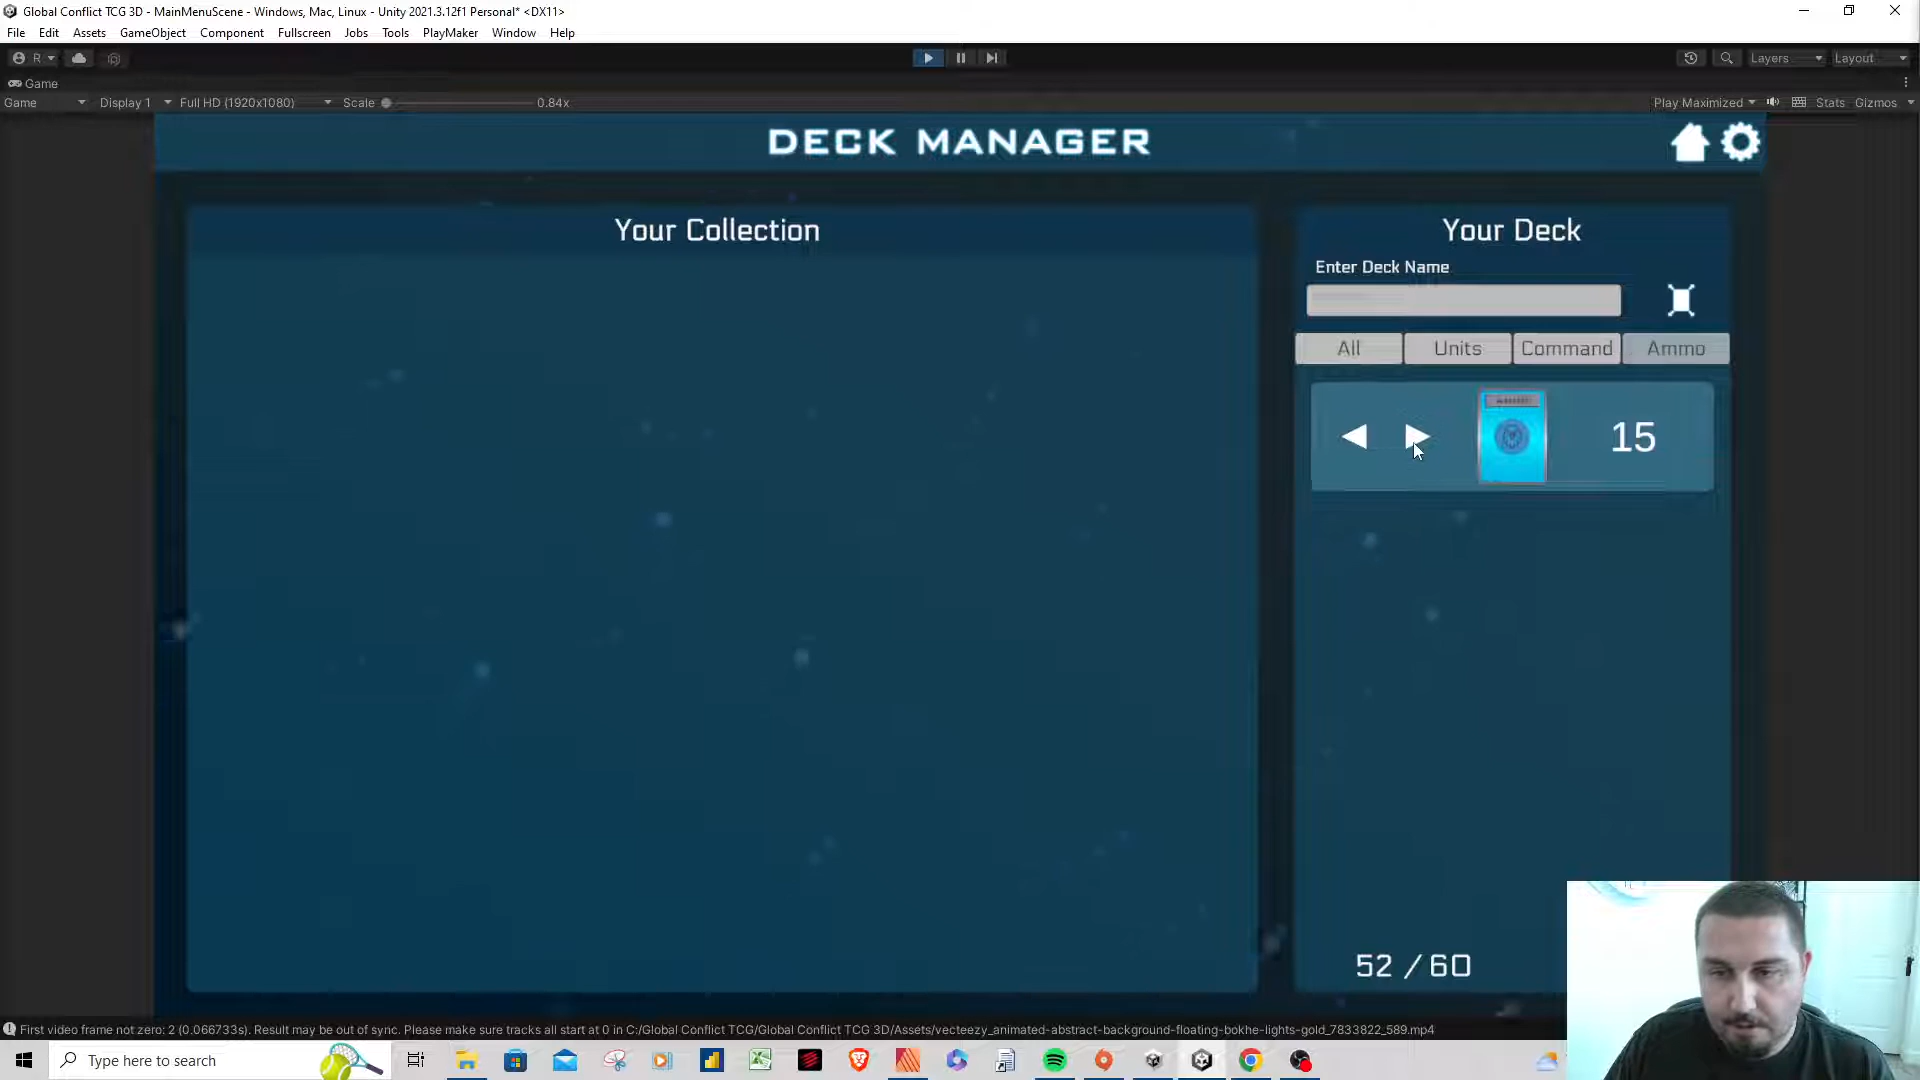 Global Conflict TCG 3D - MainMenuScene - Windows, Mac, Linux - Unity 2021.3.12f1 Personal* <DX11>
File Edit Assets GameObject Component Fullscreen Jobs Tools PlayMaker Window Help
R Layers Layout
Game
Game Display 1 Full HD (1920x1080) Scale 0.84x Play Maximized Stats Gizmos
DECK MANAGER
Your Collection
Your Deck
Enter Deck Name
All Units Command Ammo
15
52 / 60
First video frame not zero: 2 (0.066733s). Result may be out of sync. Please make sure tracks all start at 0 in C:/Global Conflict TCG/Global Conflict TCG 3D/Assets/vecteezy_animated-abstract-background-floating-bokhe-lights-gold_7833822_589.mp4
Type here to search